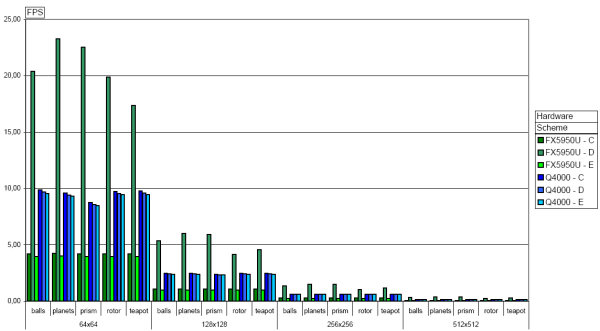 FPS
25,00
20,00
15,00
10,00
5,00
0,00
balls planets prism rotor teapot balls planets prism rotor teapot balls planets prism rotor teapot balls planets prism rotor teapot
64x64 128x128 256x256 512x512
Hardware
Scheme
FX5950U - C
FX5950U - D
FX5950U - E
Q4000 - C
Q4000 - D
Q4000 - E